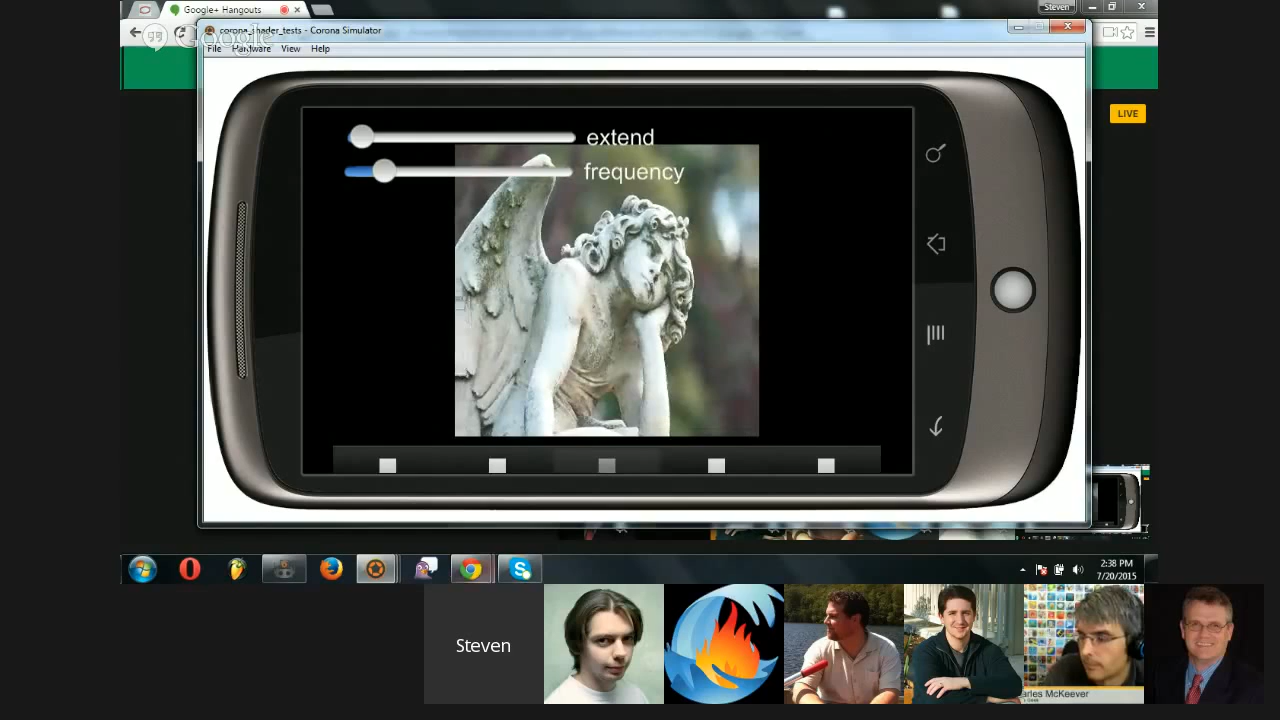 Steven
Google+ Hangouts
corona_shader_tests - Corona Simulator
Google
File Hardware View Help
LIVE
extend
frequency
2:38 PM
7/20/2015
Steven
arles McKeever